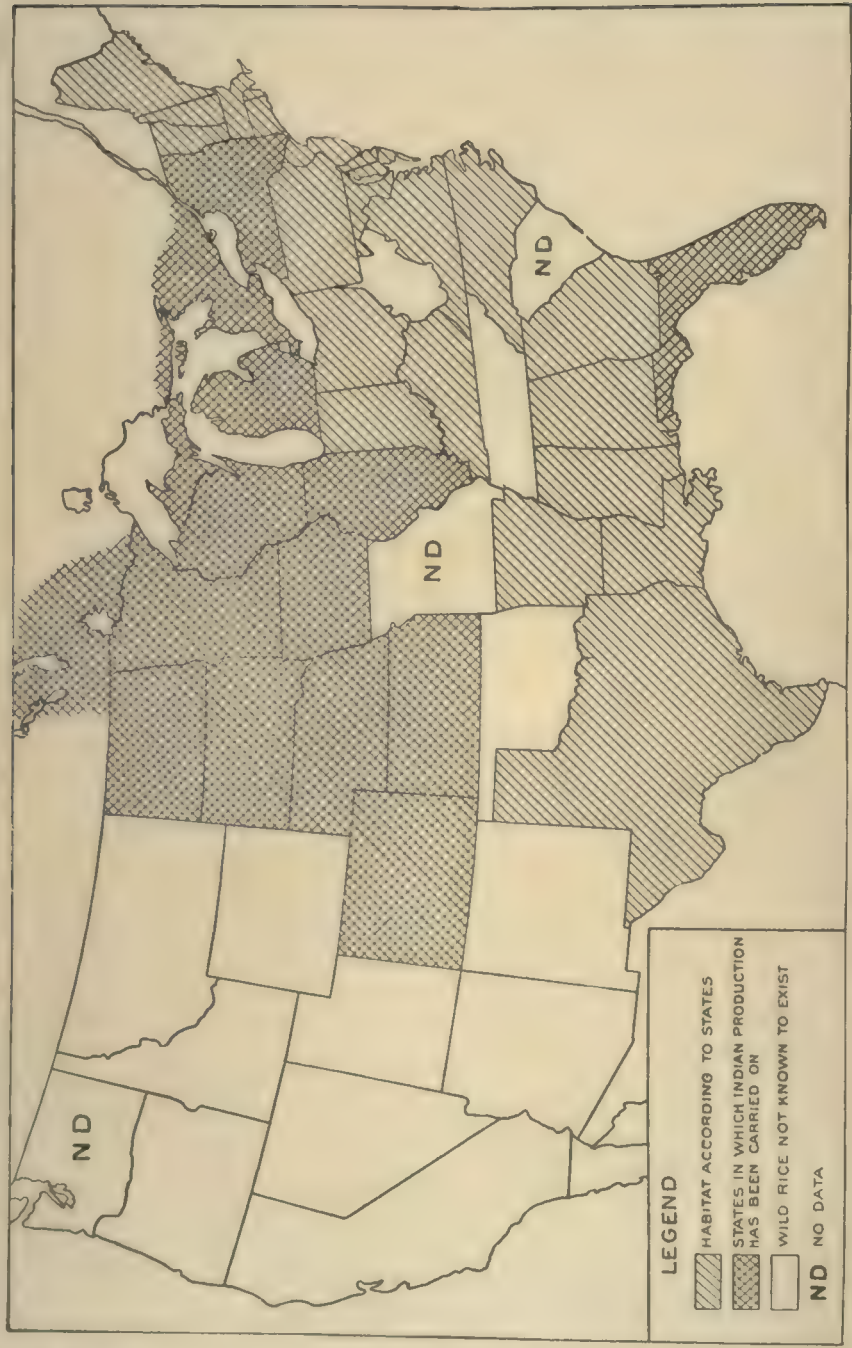 ND
ND
ND
LEGEND
HABITAT ACCORDING TO STATES
STATES IN WHICH INDIAN PRODUCTION
HAS BEEN CARRIED ON
WILD RICE NOT KNOWN TO EXIST
ND NO DATA